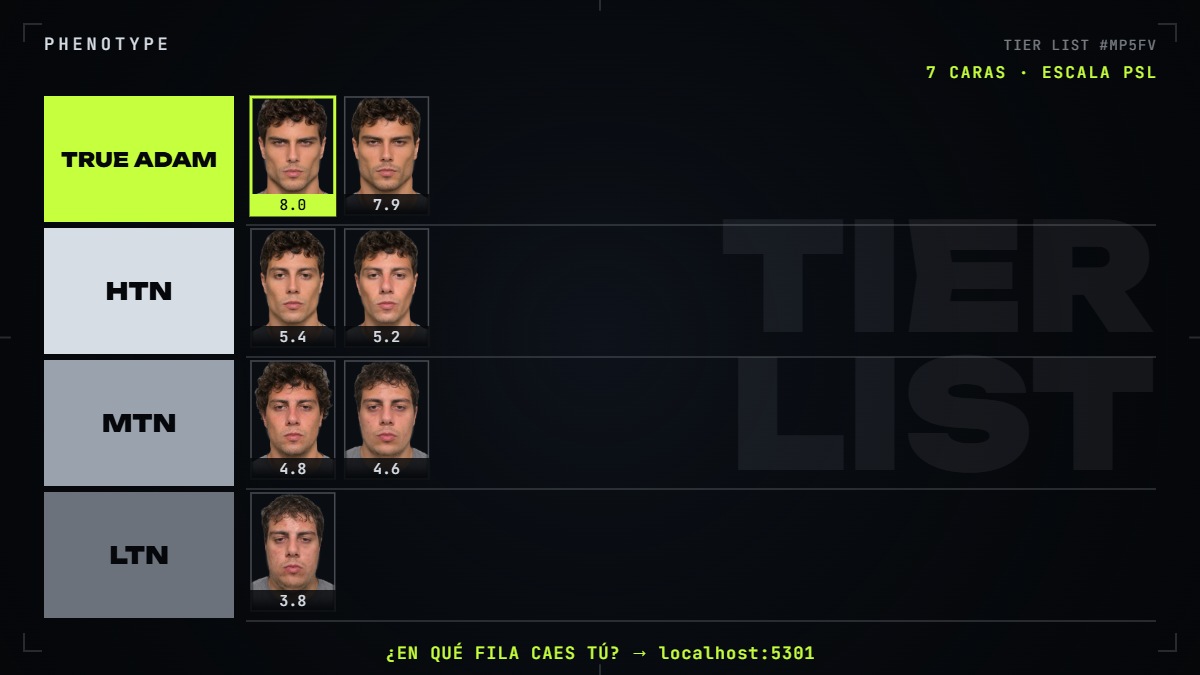 PHENOTYPE
TIER LIST #MP5FV
7 CARAS · ESCALA PSL
TRUE ADAM
8.0
7.9
HTN
5.4
5.2
MTN
4.8
4.6
LTN
3.8
TIER
LIST
¿EN QUÉ FILA CAES TÚ? → localhost:5301